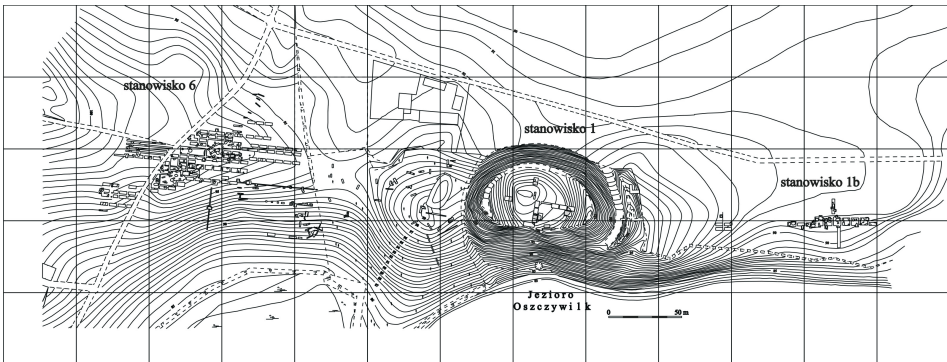 stanowisko 6
stanowisko 1
stanowisko 1b
Jezioro
Oszczywilk
0 50 m